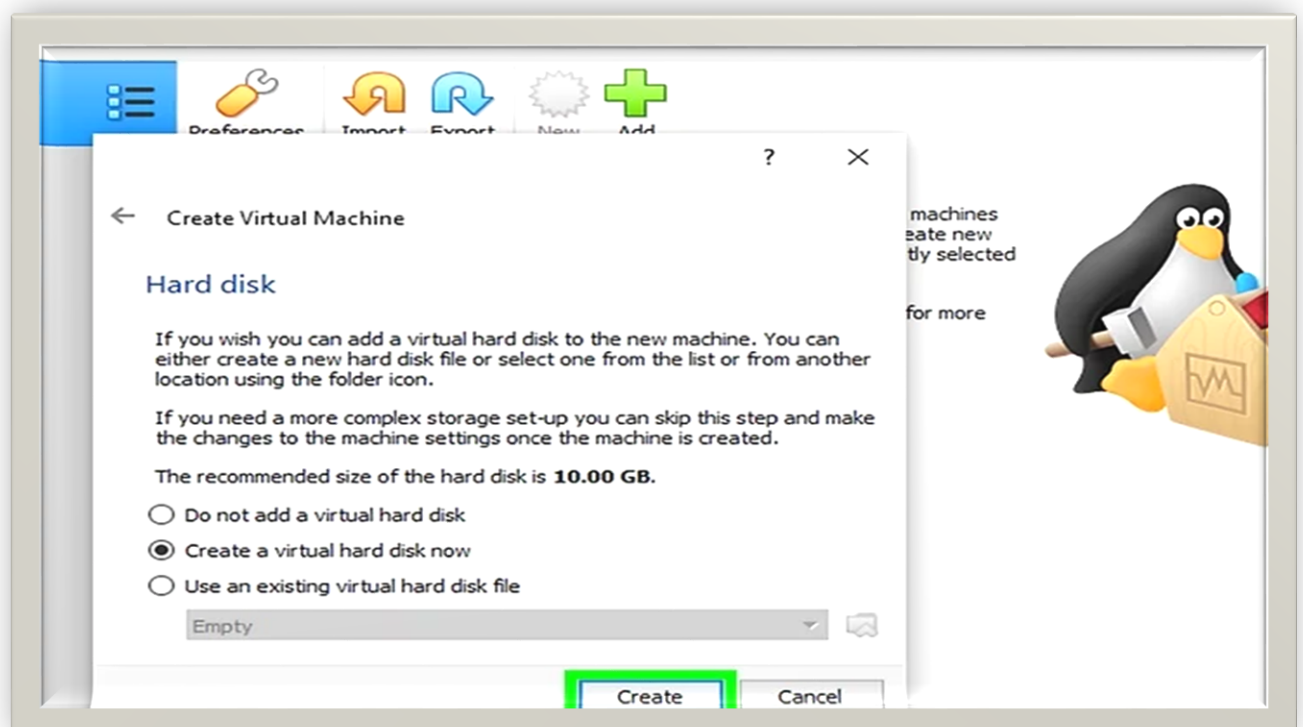 Preferences Import Export New Add
?
Create Virtual Machine
machines
eate new
tly selected
for more
Hard disk
If you wish you can add a virtual hard disk to the new machine. You can
either create a new hard disk file or select one from the list or from another
location using the folder icon.
If you need a more complex storage set-up you can skip this step and make
the changes to the machine settings once the machine is created.
The recommended size of the hard disk is 10.00 GB.
Do not add a virtual hard disk
Create a virtual hard disk now
Use an existing virtual hard disk file
Empty
Create Cancel